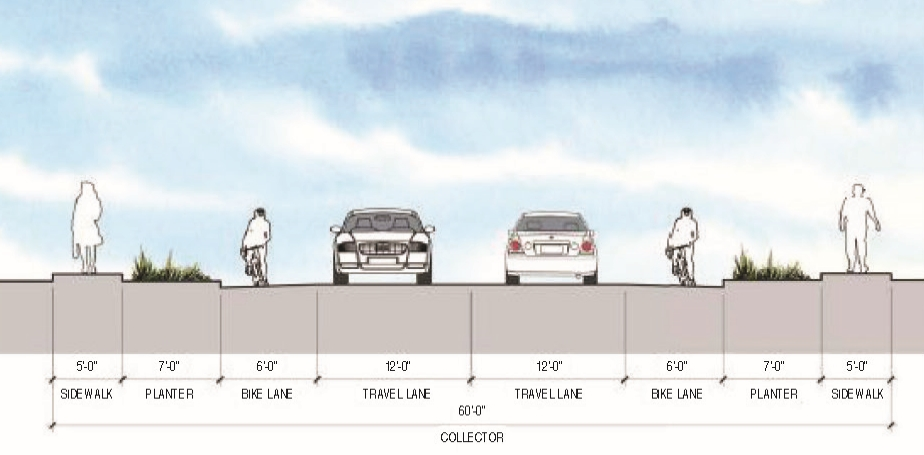 5'-0" 7'-0" 6'-0" 12'-0" 12'-0" 6'-0" 7'-0" 5'-0"
SIDEWALK PLANTER BIKE LANE TRAVEL LANE TRAVEL LANE BIKE LANE PLANTER SIDEWALK
60'-0"
COLLECTOR